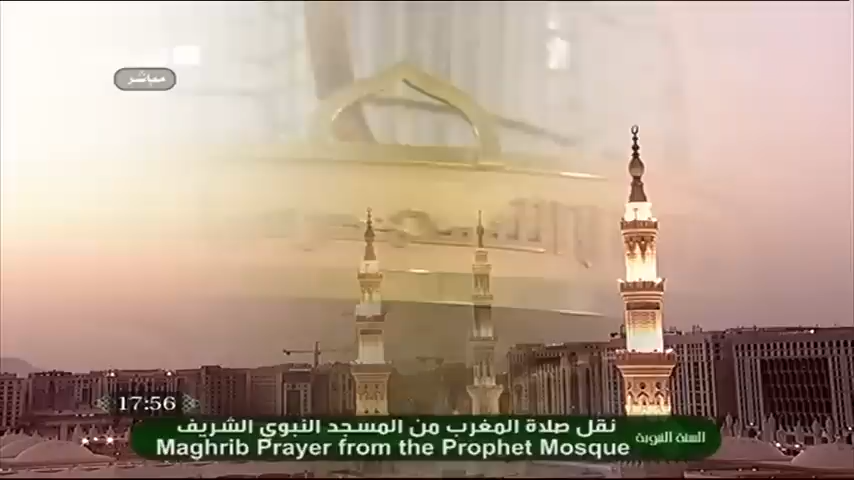 مباشر
17:56
نقل صلاة المغرب من المسجد النبوي الشريف
Maghrib Prayer from the Prophet Mosque
السنة النبوية